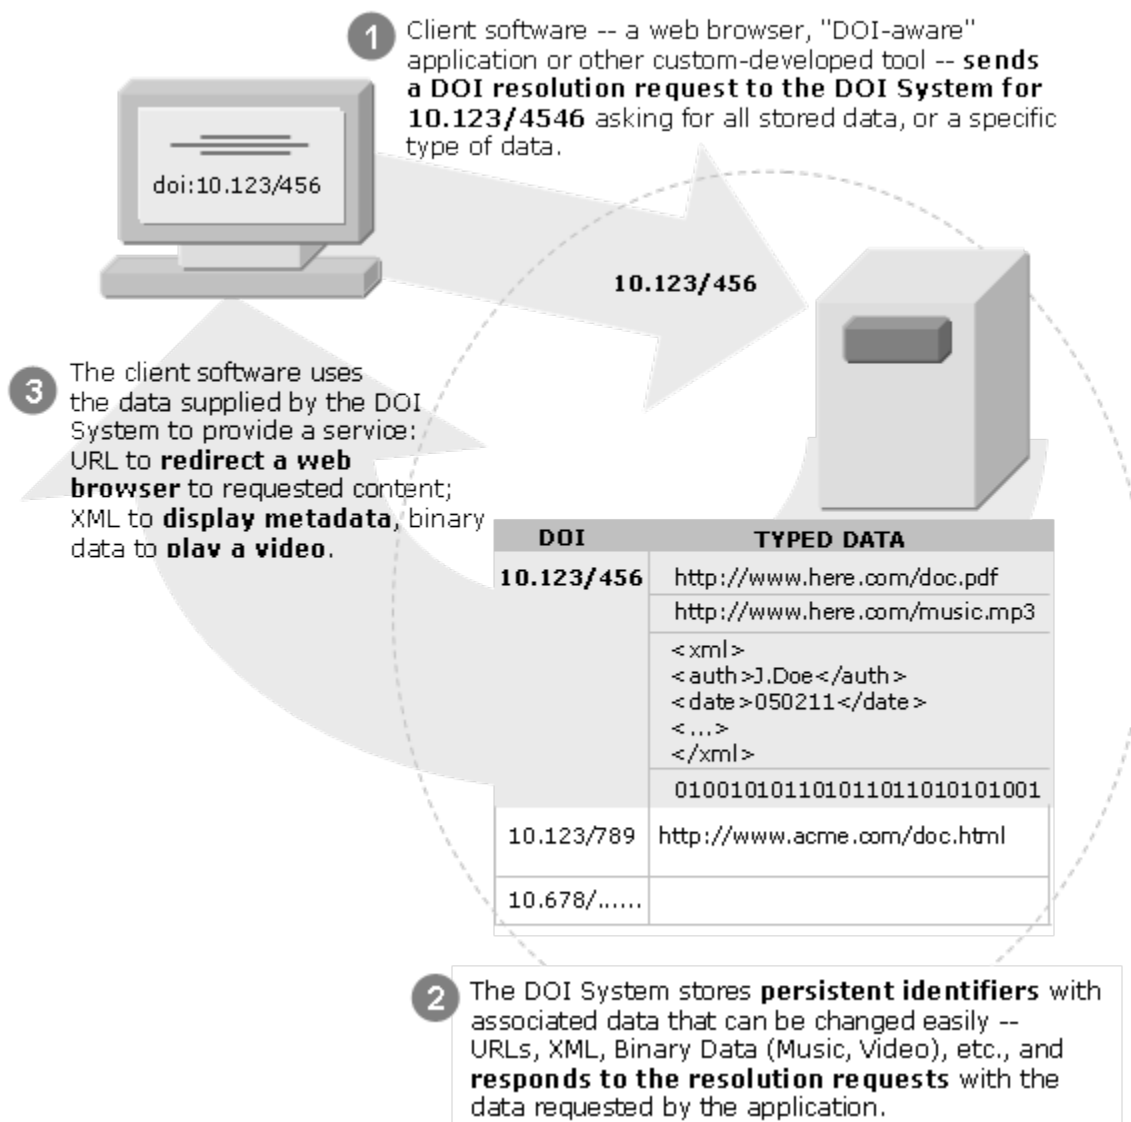 1
Client software -- a web browser, "DOI-aware"
application or other custom-developed tool -- sends
a DOI resolution request to the DOI System for
10.123/4546 asking for all stored data, or a specific
type of data.
doi:10.123/456
10.123/456
3
The client software uses
the data supplied by the DOI
System to provide a service:
URL to redirect a web
browser to requested content;
XML to display metadata, binary
data to play a video.
DOI TYPED DATA
10.123/456 http://www.here.com/doc.pdf
http://www.here.com/music.mp3
<xml>
<auth>J.Doe</auth>
<date>050211</date>
<...>
</xml>
010010101101011011010101001
10.123/789 http://www.acme.com/doc.html
10.678/......
2
The DOI System stores persistent identifiers with
associated data that can be changed easily --
URLs, XML, Binary Data (Music, Video), etc., and
responds to the resolution requests with the
data requested by the application.